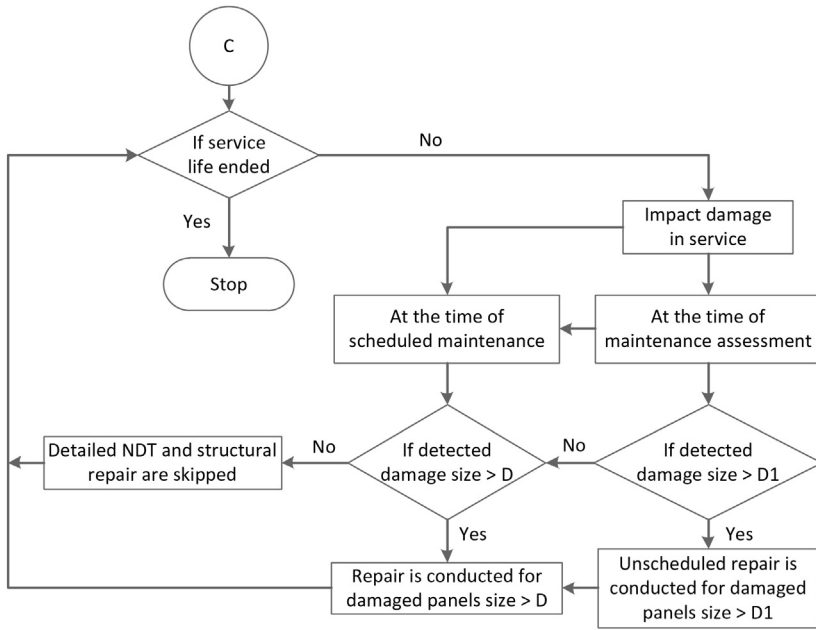 C
If service
life ended
No
Yes
Stop
Impact damage
in service
At the time of
scheduled maintenance
At the time of
maintenance assessment
Detailed NDT and structural
repair are skipped
No
If detected
damage size > D
No
If detected
damage size > D1
Yes
Yes
Repair is conducted for
damaged panels size > D
Unscheduled repair is
conducted for damaged
panels size > D1